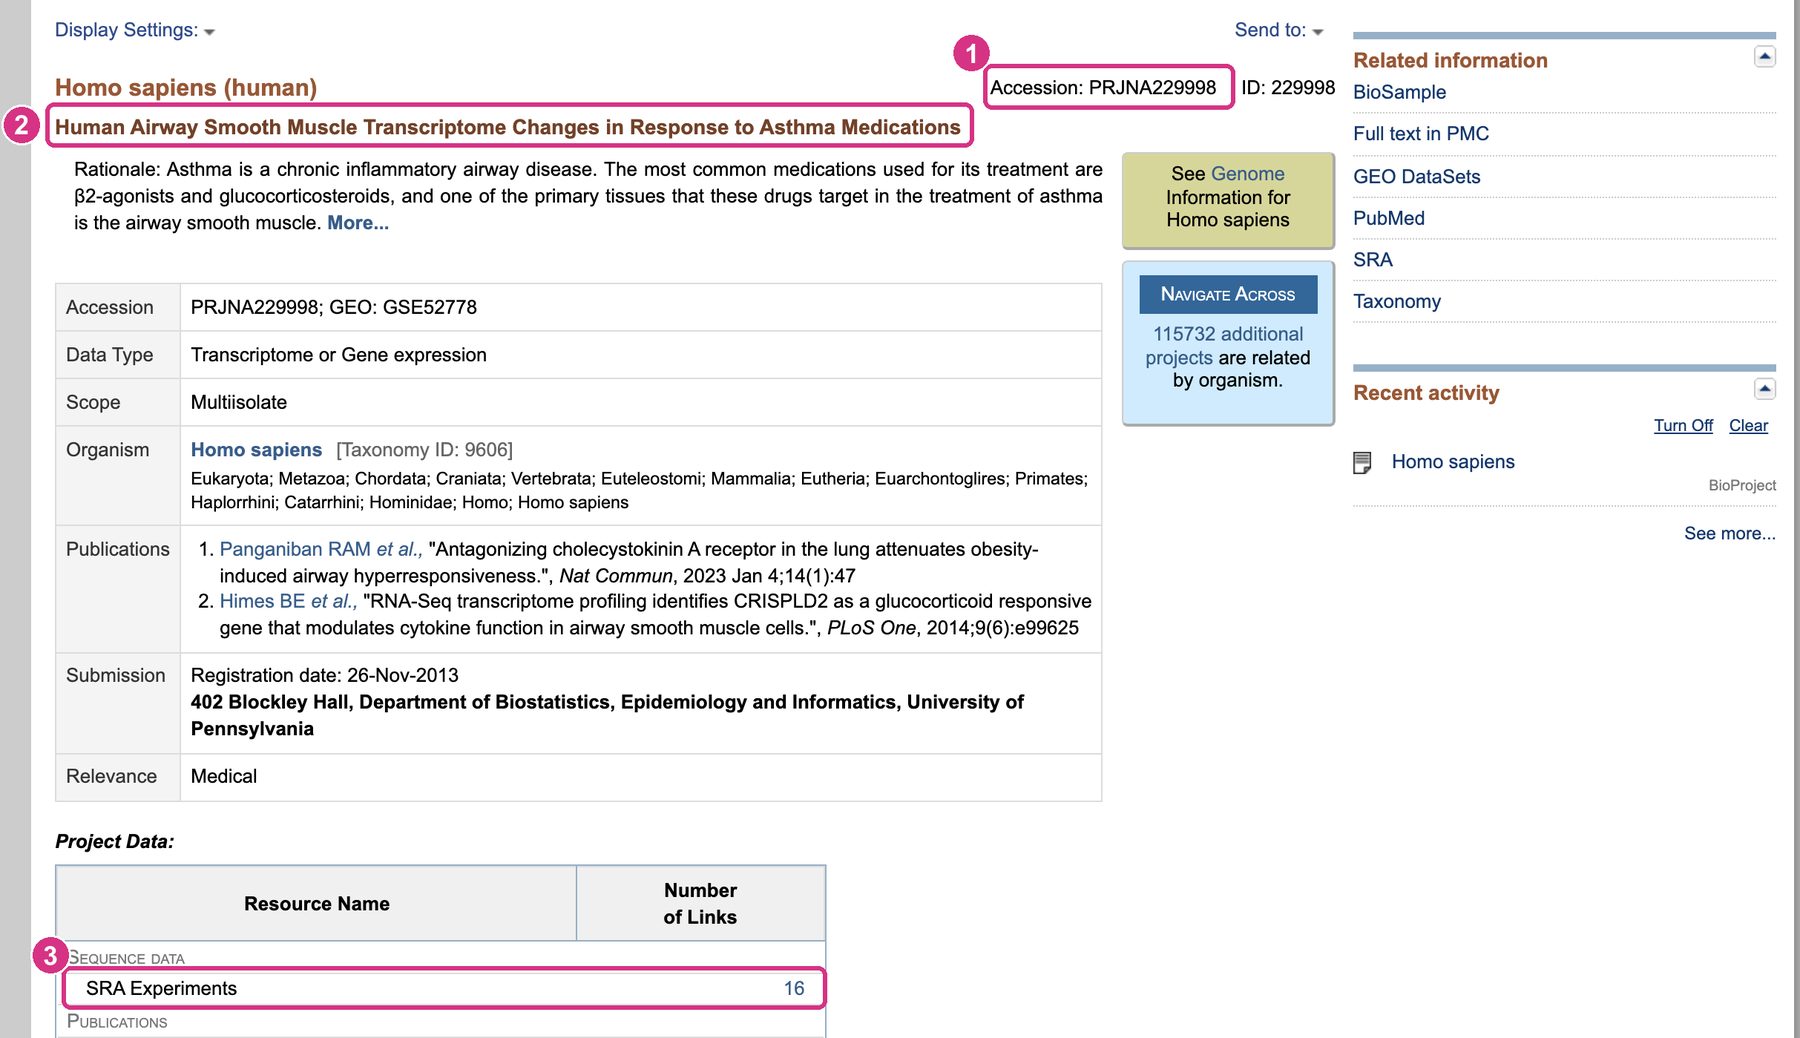 Display Settings:
Send to:
1
Homo sapiens (human)
Accession: PRJNA229998 ID: 229998
2
Human Airway Smooth Muscle Transcriptome Changes in Response to Asthma Medications
Rationale: Asthma is a chronic inflammatory airway disease. The most common medications used for its treatment are
β2-agonists and glucocorticosteroids, and one of the primary tissues that these drugs target in the treatment of asthma
is the airway smooth muscle. More...
See Genome
Information for
Homo sapiens
NAVIGATE ACROSS
115732 additional
projects are related
by organism.
Accession PRJNA229998; GEO: GSE52778
Data Type Transcriptome or Gene expression
Scope Multiisolate
Organism Homo sapiens [Taxonomy ID: 9606]
Eukaryota; Metazoa; Chordata; Craniata; Vertebrata; Euteleostomi; Mammalia; Eutheria; Euarchontoglires; Primates;
Haplorrhini; Catarrhini; Hominidae; Homo; Homo sapiens
Publications 1. Panganiban RAM et al., "Antagonizing cholecystokinin A receptor in the lung attenuates obesity-
induced airway hyperresponsiveness.", Nat Commun, 2023 Jan 4;14(1):47
2. Himes BE et al., "RNA-Seq transcriptome profiling identifies CRISPLD2 as a glucocorticoid responsive
gene that modulates cytokine function in airway smooth muscle cells.", PLoS One, 2014;9(6):e99625
Submission Registration date: 26-Nov-2013
402 Blockley Hall, Department of Biostatistics, Epidemiology and Informatics, University of
Pennsylvania
Relevance Medical
Project Data:
Resource Name
Number
of Links
3
SEQUENCE DATA
SRA Experiments 16
PUBLICATIONS
Related information
BioSample
Full text in PMC
GEO DataSets
PubMed
SRA
Taxonomy
Recent activity
Turn Off Clear
Homo sapiens
BioProject
See more...